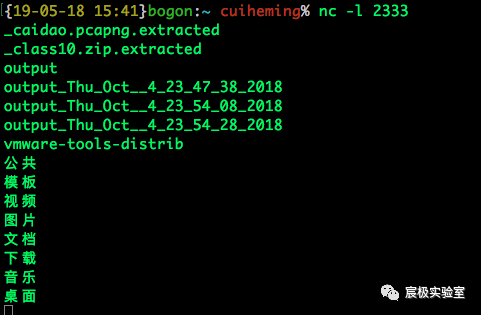 {19-05-18 15:41}bogon:~ cuiheming% nc -l 2333
_caidao.pcapng.extracted
_class10.zip.extracted
output
output_Thu_Oct__4_23_47_38_2018
output_Thu_Oct__4_23_54_08_2018
output_Thu_Oct__4_23_54_28_2018
vmware-tools-distrib
公共
模板
视频
图片
文档
下载
音乐
桌面
宸极实验室